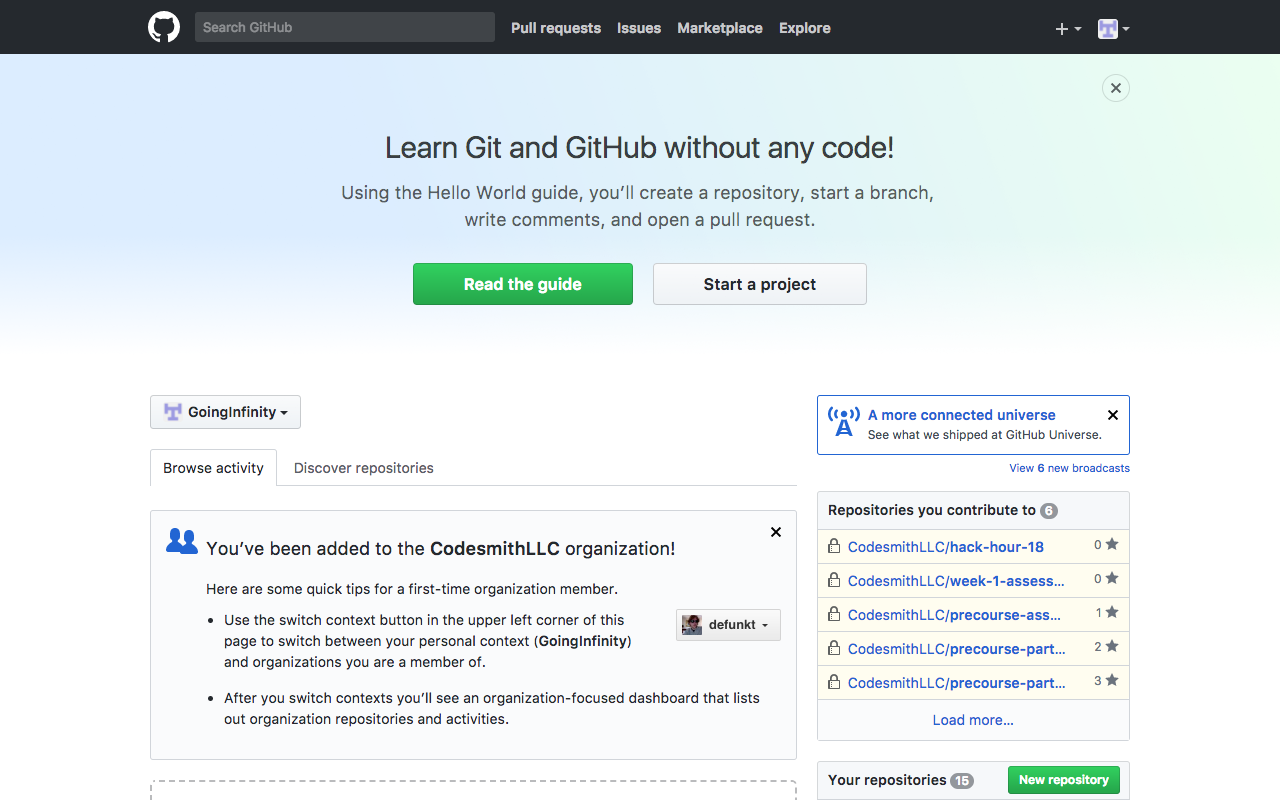 Search GitHub
Pull requests
Issues
Marketplace
Explore
Learn Git and GitHub without any code!
Using the Hello World guide, you’ll create a repository, start a branch,
write comments, and open a pull request.
Read the guide
Start a project
GoingInfinity
Browse activity
Discover repositories
You’ve been added to the CodesmithLLC organization!
Here are some quick tips for a first-time organization member.
• Use the switch context button in the upper left corner of this
page to switch between your personal context (GoingInfinity)
and organizations you are a member of.
defunkt
• After you switch contexts you’ll see an organization-focused dashboard that lists
out organization repositories and activities.
A more connected universe
See what we shipped at GitHub Universe.
View 6 new broadcasts
Repositories you contribute to 6
CodesmithLLC/hack-hour-18 0
CodesmithLLC/week-1-assess... 0
CodesmithLLC/precourse-ass... 1
CodesmithLLC/precourse-part... 2
CodesmithLLC/precourse-part... 3
Load more...
Your repositories 15
New repository